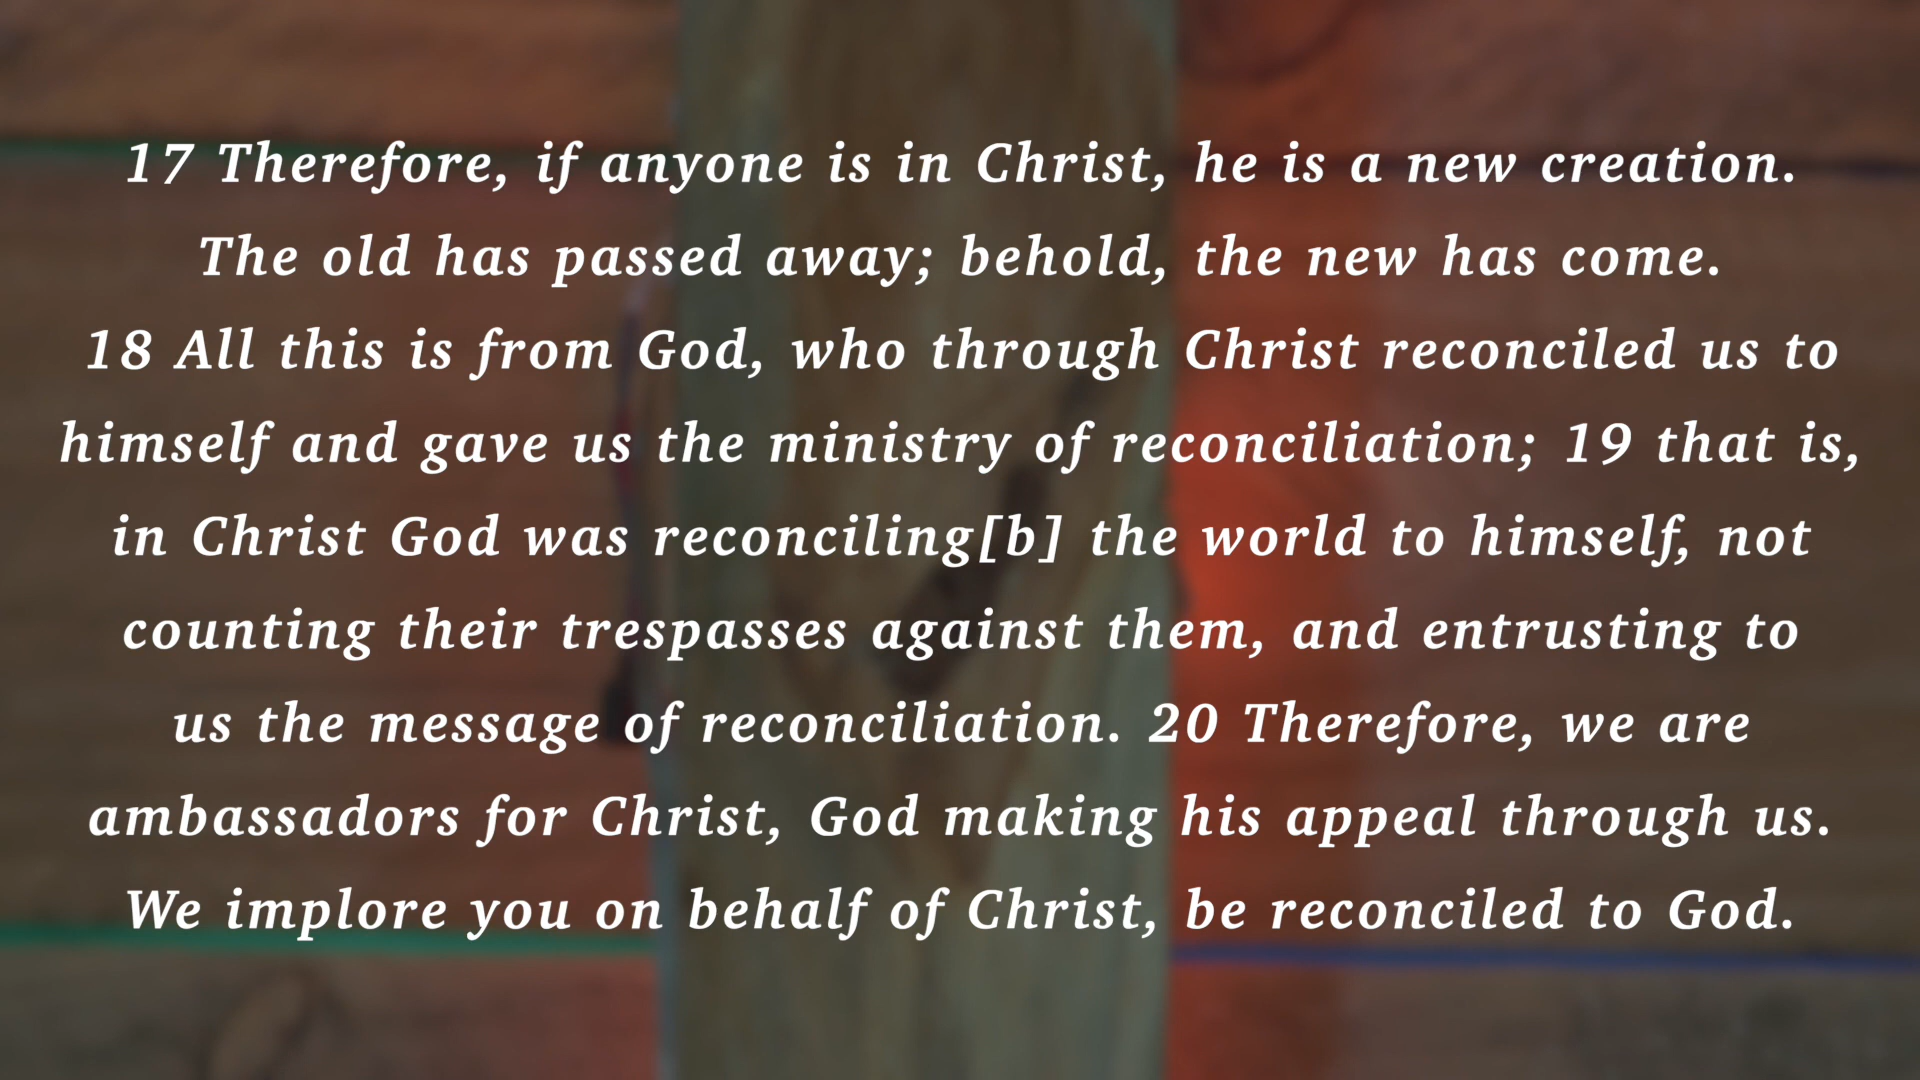 17 Therefore, if anyone is in Christ, he is a new creation.
The old has passed away; behold, the new has come.
18 All this is from God, who through Christ reconciled us to
himself and gave us the ministry of reconciliation; 19 that is,
in Christ God was reconciling[b] the world to himself, not
counting their trespasses against them, and entrusting to
us the message of reconciliation. 20 Therefore, we are
ambassadors for Christ, God making his appeal through us.
We implore you on behalf of Christ, be reconciled to God.